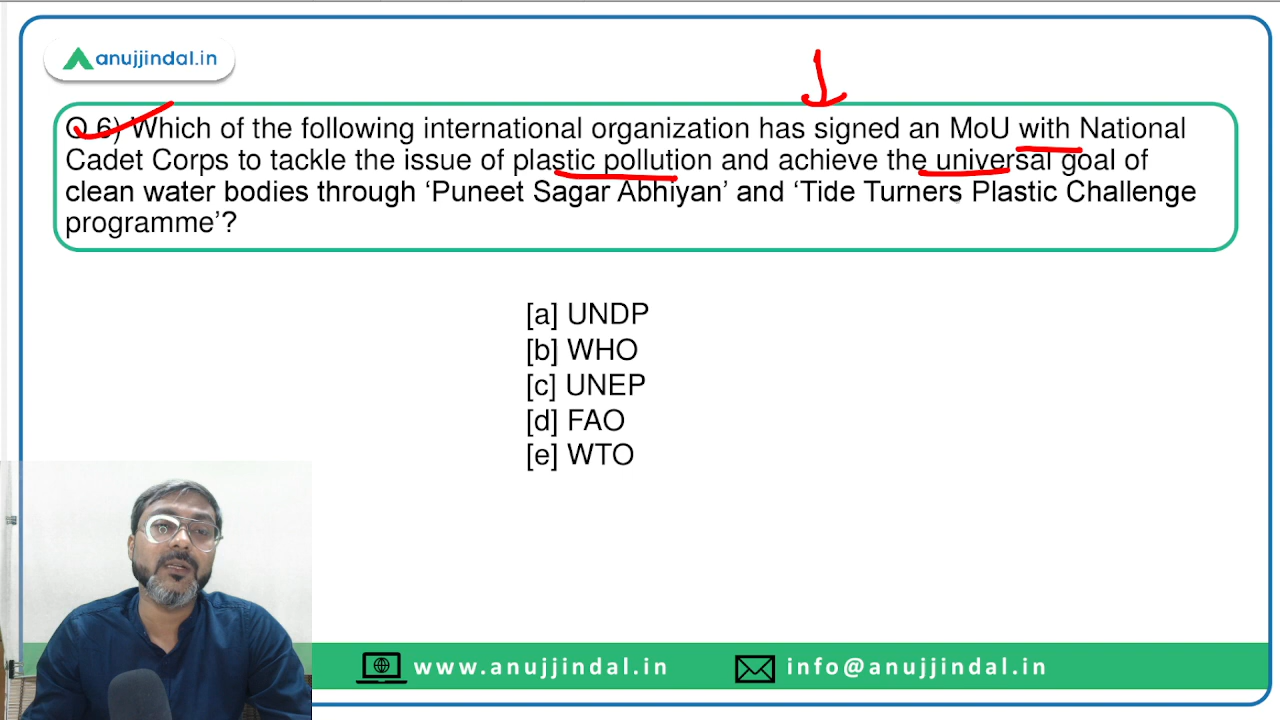 anujjindal.in
Q 6) Which of the following international organization has signed an MoU with National
Cadet Corps to tackle the issue of plastic pollution and achieve the universal goal of
clean water bodies through ‘Puneet Sagar Abhiyan’ and ‘Tide Turners Plastic Challenge
programme’?
[a] UNDP
[b] WHO
[c] UNEP
[d] FAO
[e] WTO
www.anujjindal.in
info@anujjindal.in